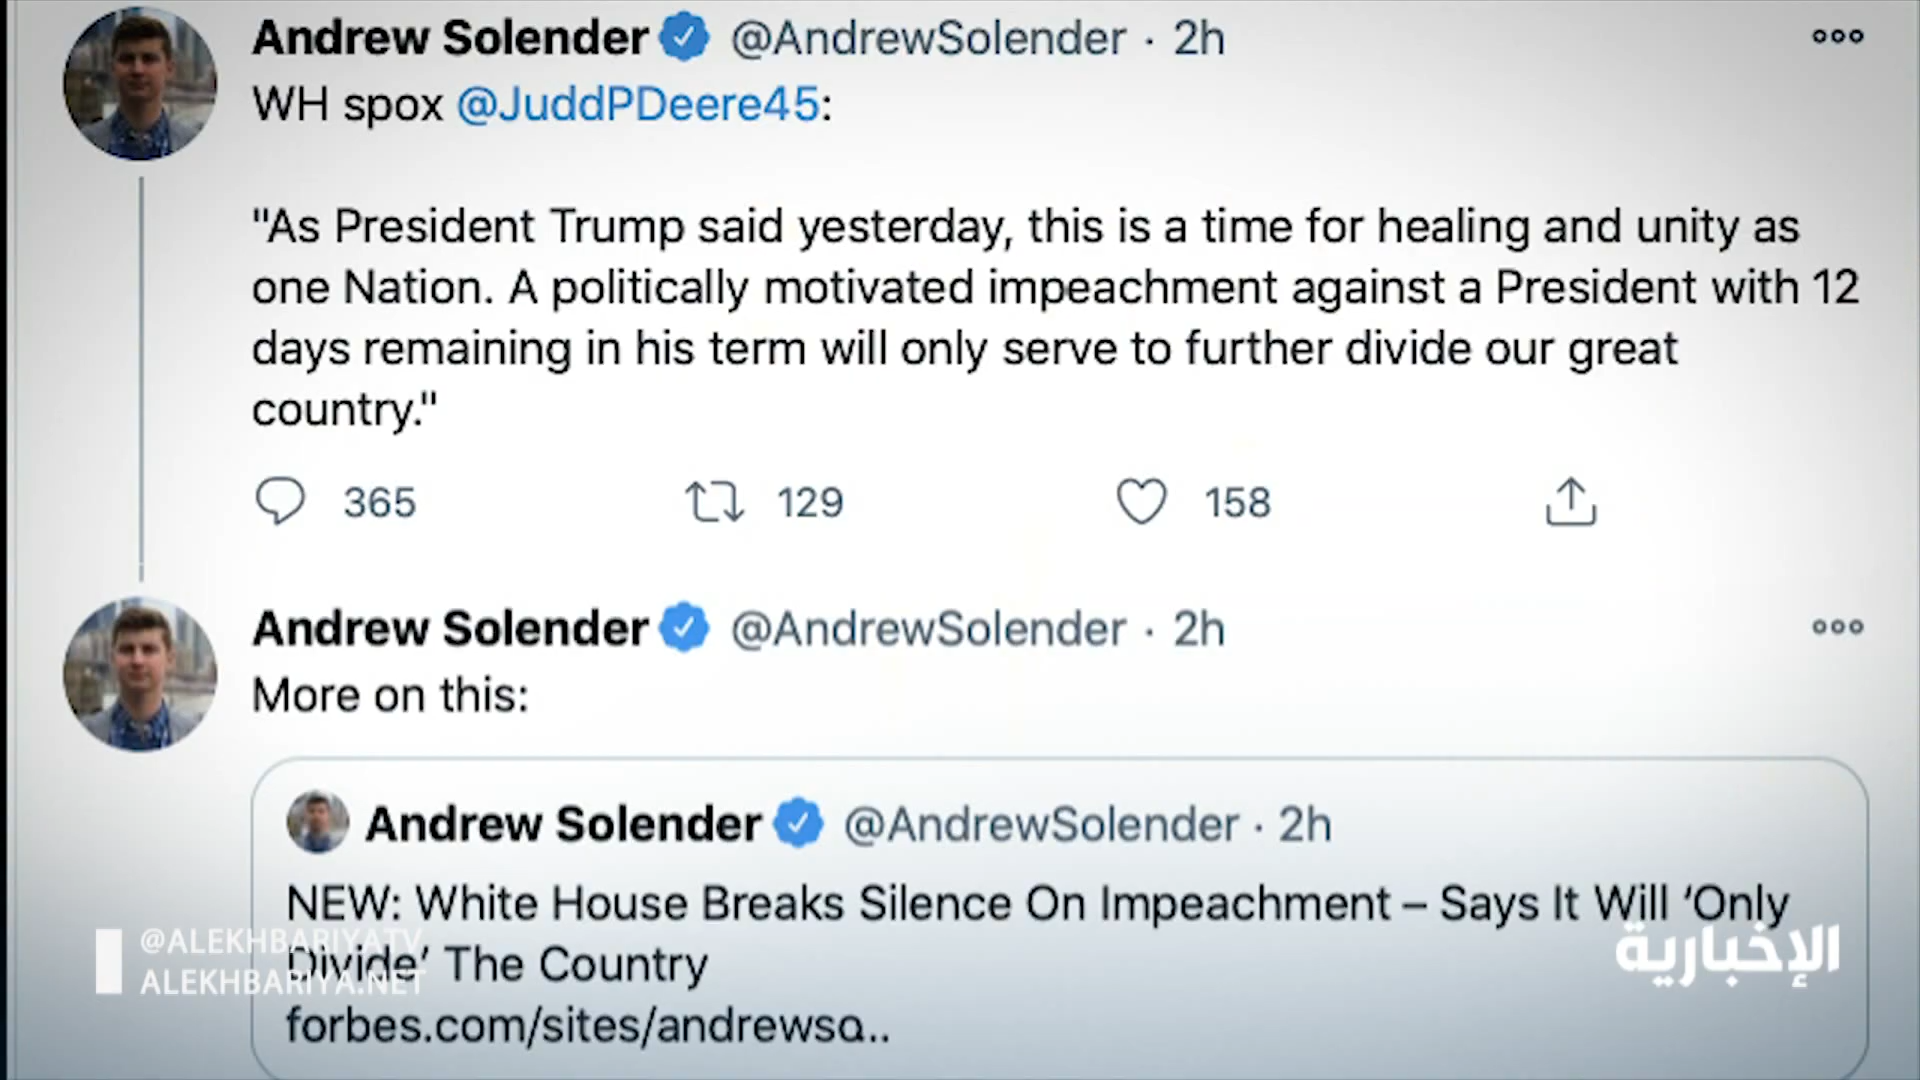 Andrew Solender @AndrewSolender · 2h
WH spox @JuddPDeere45:
"As President Trump said yesterday, this is a time for healing and unity as
one Nation. A politically motivated impeachment against a President with 12
days remaining in his term will only serve to further divide our great
country."
365 129 158
Andrew Solender @AndrewSolender · 2h
More on this:
Andrew Solender @AndrewSolender · 2h
NEW: White House Breaks Silence On Impeachment – Says It Will ‘Only
Divide’ The Country
forbes.com/sites/andrewso..
@ALEKHBARIYATV
ALEKHBARIYA.NET
الإخبارية